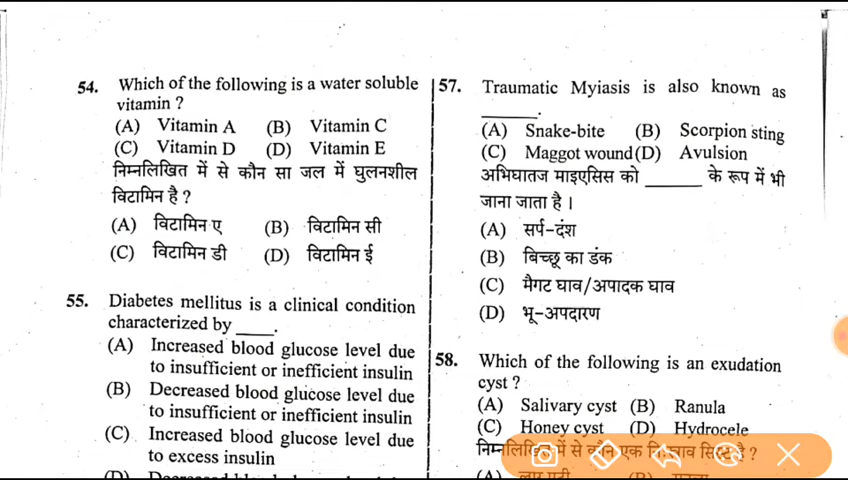 54. Which of the following is a water soluble
vitamin ?
(A) Vitamin A (B) Vitamin C
(C) Vitamin D (D) Vitamin E
निम्नलिखित में से कौन सा जल में घुलनशील
विटामिन है ?
(A) विटामिन ए (B) विटामिन सी
(C) विटामिन डी (D) विटामिन ई
55. Diabetes mellitus is a clinical condition
characterized by ____.
(A) Increased blood glucose level due
to insufficient or inefficient insulin
(B) Decreased blood glucose level due
to insufficient or inefficient insulin
(C) Increased blood glucose level due
to excess insulin
57. Traumatic Myiasis is also known as
______.
(A) Snake-bite (B) Scorpion sting
(C) Maggot wound (D) Avulsion
अभिघातज माइएसिस को ______ के रूप में भी
जाना जाता है ।
(A) सर्प-दंश
(B) बिच्छू का डंक
(C) मैगट घाव/अपादक घाव
(D) भू-अपदारण
58. Which of the following is an exudation
cyst ?
(A) Salivary cyst (B) Ranula
(C) Honey cyst (D) Hydrocele
निम्नलिखित में से कौन एक सिस्ट है ?